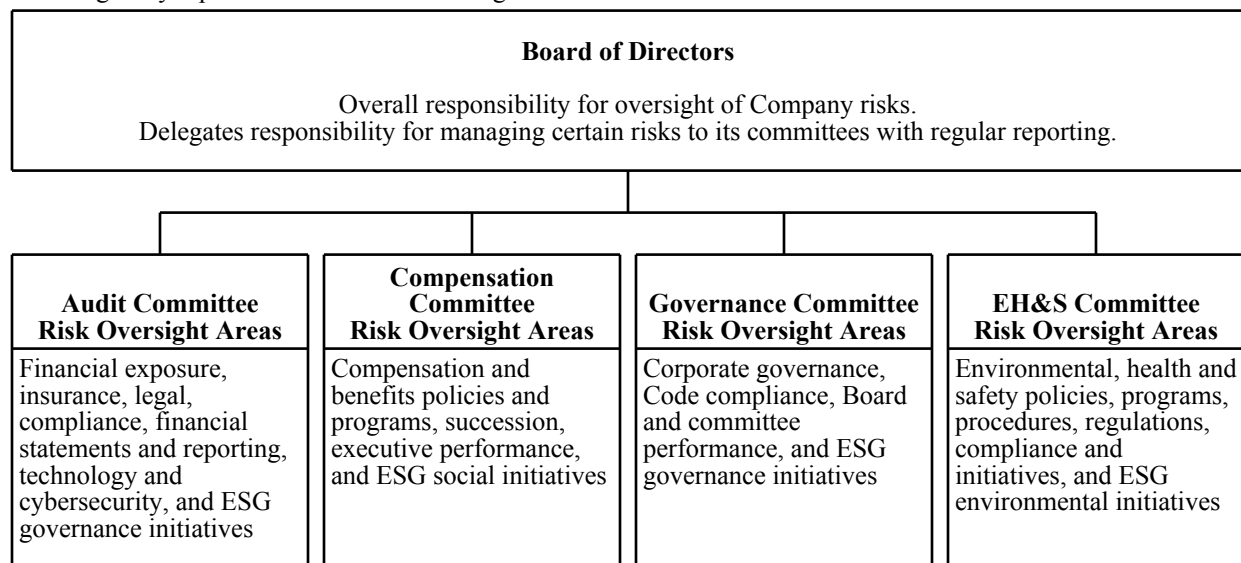 Board of Directors
Overall responsibility for oversight of Company risks.
Delegates responsibility for managing certain risks to its committees with regular reporting.
Audit Committee
Risk Oversight Areas
Financial exposure,
insurance, legal,
compliance, financial
statements and reporting,
technology and
cybersecurity, and ESG
governance initiatives
Compensation
Committee
Risk Oversight Areas
Compensation and
benefits policies and
programs, succession,
executive performance,
and ESG social initiatives
Governance Committee
Risk Oversight Areas
Corporate governance,
Code compliance, Board
and committee
performance, and ESG
governance initiatives
EH&S Committee
Risk Oversight Areas
Environmental, health and
safety policies, programs,
procedures, regulations,
compliance and
initiatives, and ESG
environmental initiatives